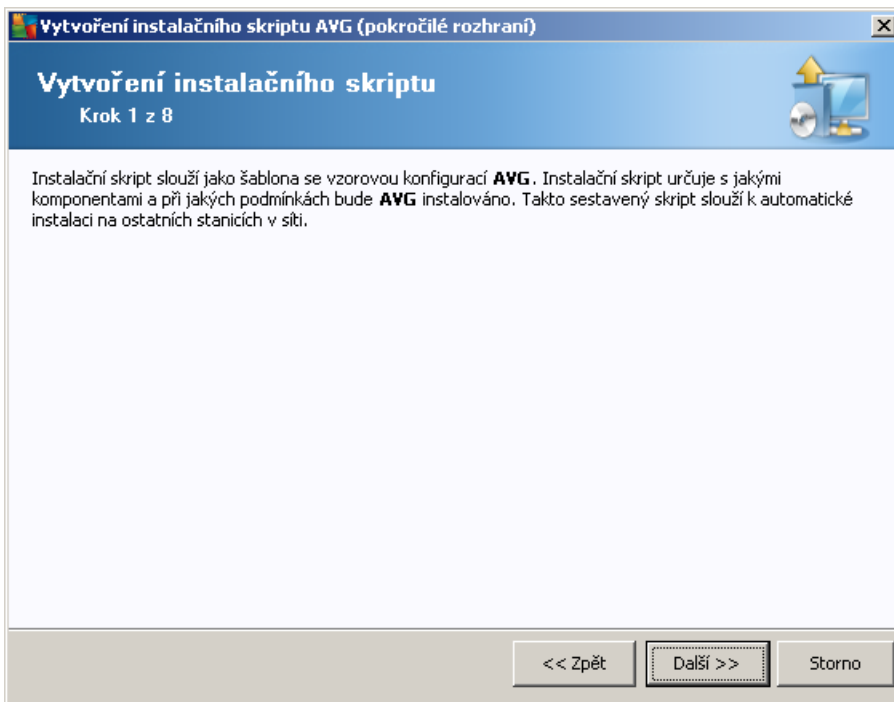 Vytvoření instalačního skriptu AVG (pokročilé rozhraní)
Vytvoření instalačního skriptu
Krok 1 z 8
Instalační skript slouží jako šablona se vzorovou konfigurací AVG. Instalační skript určuje s jakými
komponentami a při jakých podmínkách bude AVG instalováno. Takto sestavený skript slouží k automatické
instalaci na ostatních stanicích v síti.
<< Zpět
Další >>
Storno